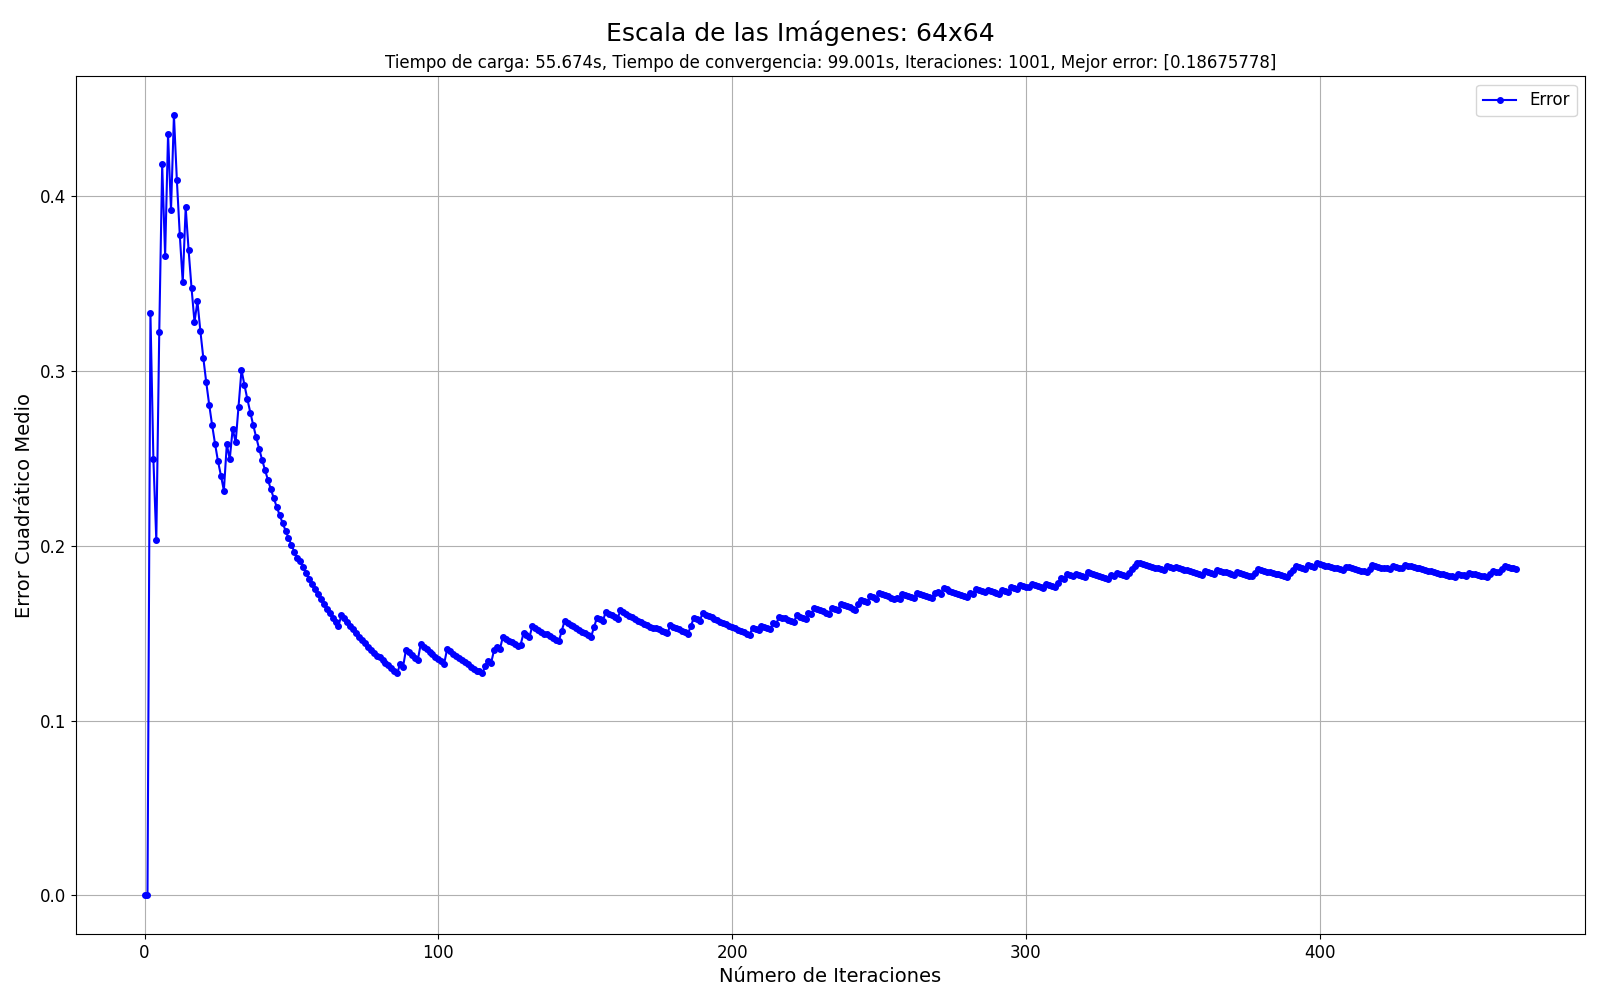 Escala de las Imágenes: 64x64
Tiempo de carga: 55.674s, Tiempo de convergencia: 99.001s, Iteraciones: 1001, Mejor error: [0.18675778]
Error
Error Cuadrático Medio
0.4
0.3
0.2
0.1
0.0
0 100 200 300 400
Número de Iteraciones